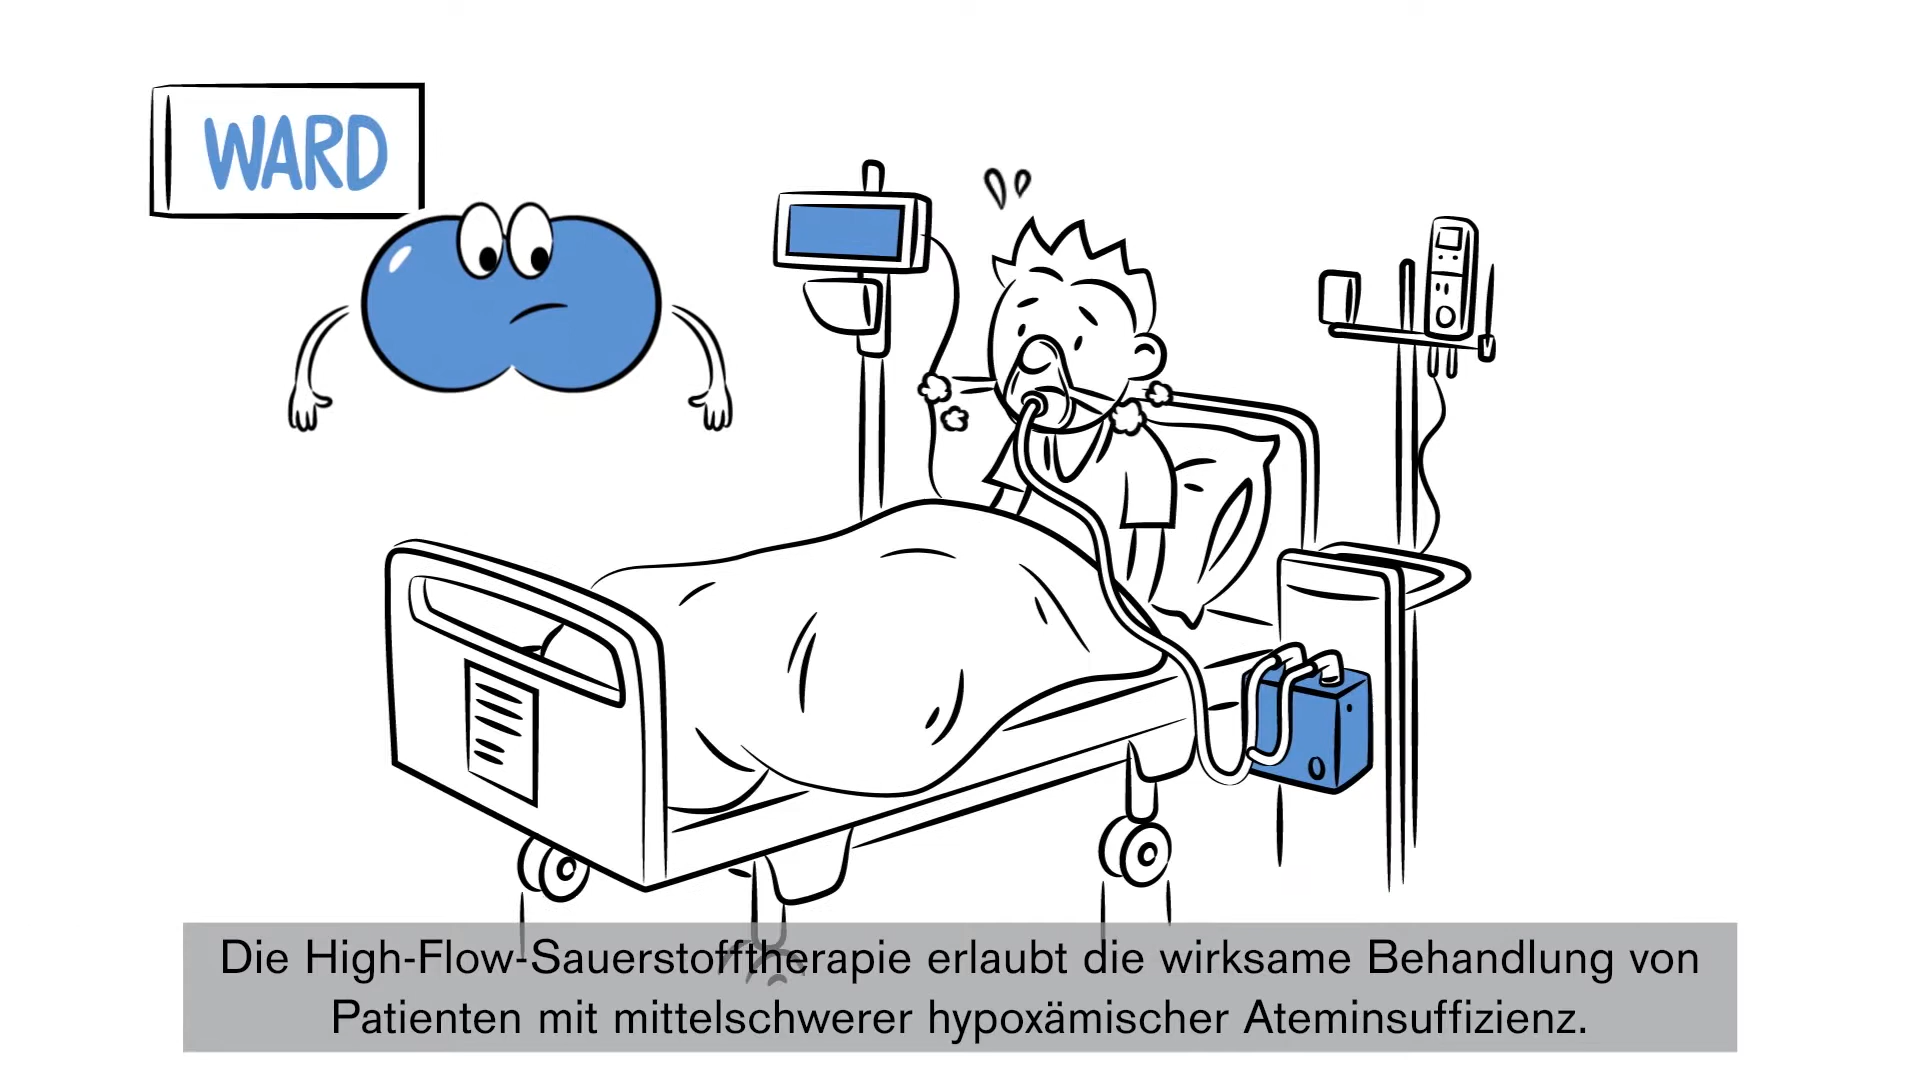 WARD
Die High-Flow-Sauerstofftherapie erlaubt die wirksame Behandlung von
Patienten mit mittelschwerer hypoxämischer Ateminsuffizienz.